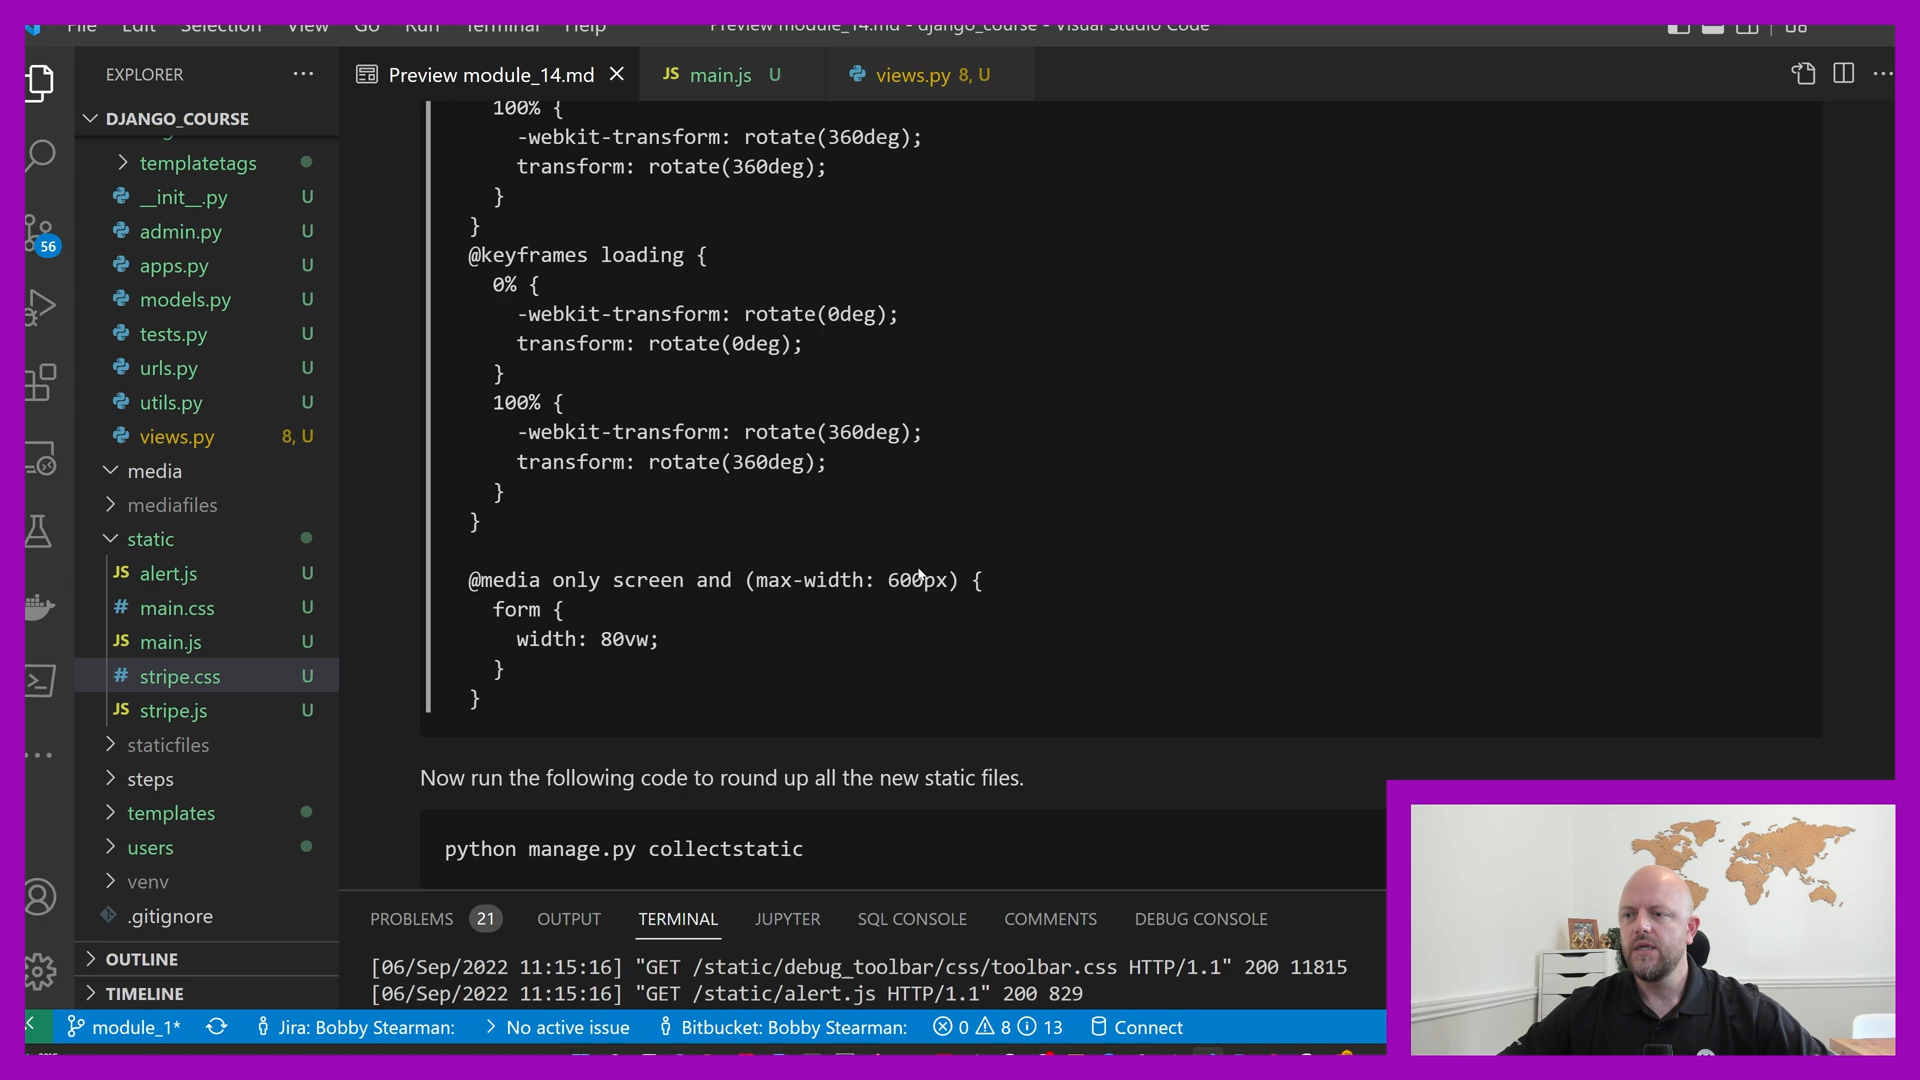 File Edit Selection View Go Run Terminal Help
Preview module_14.md - django_course - Visual Studio Code
EXPLORER
DJANGO_COURSE
templatetags
__init__.py U
admin.py U
apps.py U
models.py U
tests.py U
urls.py U
utils.py U
views.py 8, U
media
mediafiles
static
alert.js U
main.css U
main.js U
stripe.css U
stripe.js U
staticfiles
steps
templates
users
venv
.gitignore
OUTLINE
TIMELINE
56
Preview module_14.md JS main.js U views.py 8, U
100% {
-webkit-transform: rotate(360deg);
transform: rotate(360deg);
}
}
@keyframes loading {
0% {
-webkit-transform: rotate(0deg);
transform: rotate(0deg);
}
100% {
-webkit-transform: rotate(360deg);
transform: rotate(360deg);
}
}
@media only screen and (max-width: 600px) {
form {
width: 80vw;
}
}
Now run the following code to round up all the new static files.
python manage.py collectstatic
PROBLEMS 21 OUTPUT TERMINAL JUPYTER SQL CONSOLE COMMENTS DEBUG CONSOLE
[06/Sep/2022 11:15:16] "GET /static/debug_toolbar/css/toolbar.css HTTP/1.1" 200 11815
[06/Sep/2022 11:15:16] "GET /static/alert.js HTTP/1.1" 200 829
module_1* Jira: Bobby Stearman: No active issue Bitbucket: Bobby Stearman: 0 8 13 Connect